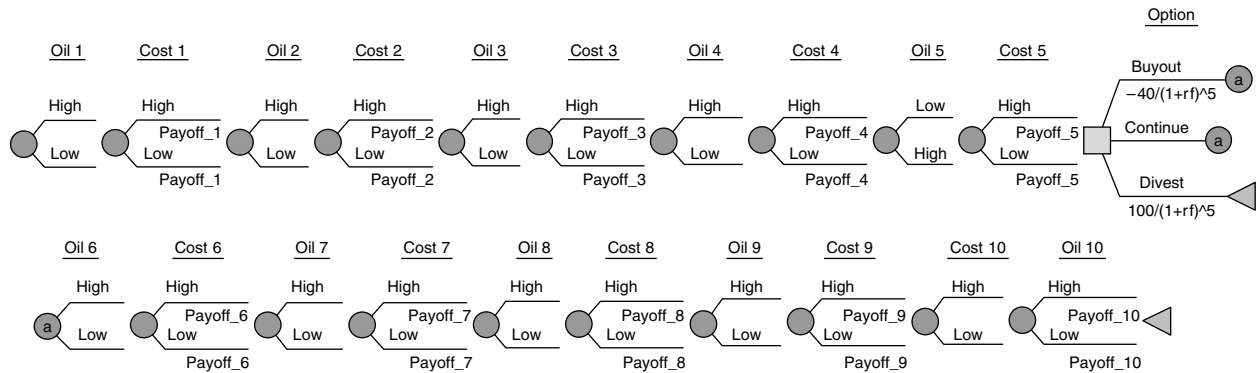 Option
Oil 1 Cost 1 Oil 2 Cost 2 Oil 3 Cost 3 Oil 4 Cost 4 Oil 5 Cost 5
Buyout
a
−40/(1+rf)^5
High High High High High High High High Low High
Payoff_1 Payoff_2 Payoff_3 Payoff_4 Payoff_5
Continue
a
Low Low Low Low Low Low Low Low High Low
Payoff_1 Payoff_2 Payoff_3 Payoff_4 Payoff_5
Divest
100/(1+rf)^5
Oil 6 Cost 6 Oil 7 Cost 7 Oil 8 Cost 8 Oil 9 Cost 9 Cost 10 Oil 10
High High High High High High High High High High
a
Payoff_6 Payoff_7 Payoff_8 Payoff_9 Payoff_10
Low Low Low Low Low Low Low Low Low Low
Payoff_6 Payoff_7 Payoff_8 Payoff_9 Payoff_10